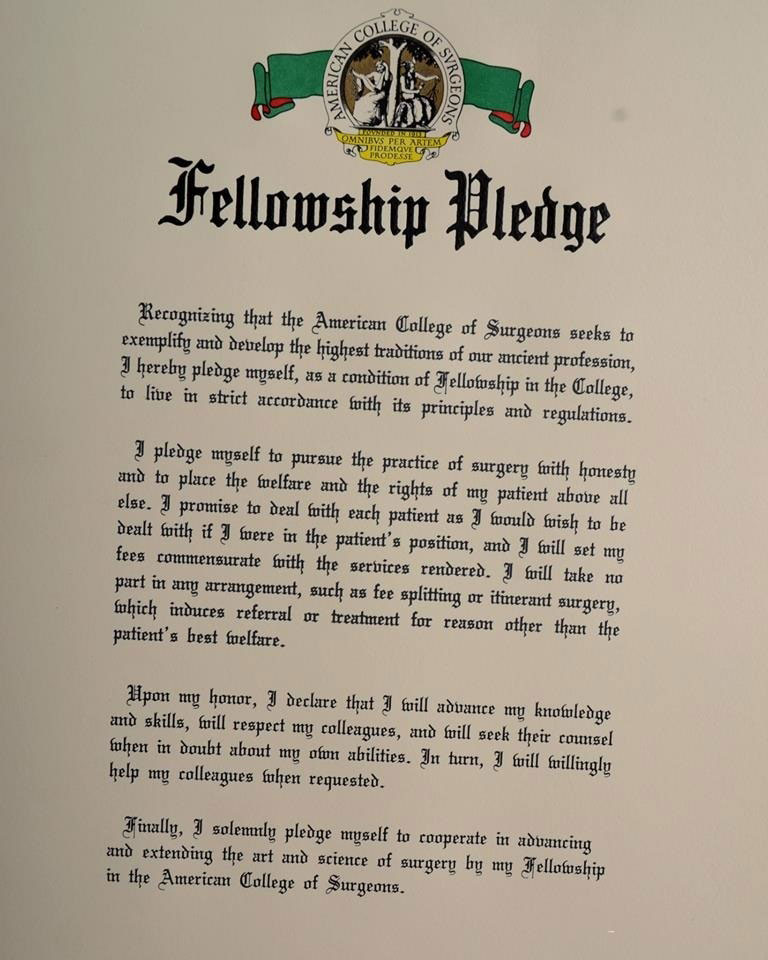 AMERICAN COLLEGE OF SVRGEONS
FOUNDED IN 1913
OMNIBVS PER ARTEM
FIDEMQVE
PRODESSE
Fellowship Pledge
Recognizing that the American College of Surgeons seeks to
exemplify and develop the highest traditions of our ancient profession,
I hereby pledge myself, as a condition of Fellowship in the College,
to live in strict accordance with its principles and regulations.
I pledge myself to pursue the practice of surgery with honesty
and to place the welfare and the rights of my patient above all
else. I promise to deal with each patient as I would wish to be
dealt with if I were in the patient's position, and I will set my
fees commensurate with the services rendered. I will take no
part in any arrangement, such as fee splitting or itinerant surgery,
which induces referral or treatment for reason other than the
patient's best welfare.
Upon my honor, I declare that I will advance my knowledge
and skills, will respect my colleagues, and will seek their counsel
when in doubt about my own abilities. In turn, I will willingly
help my colleagues when requested.
Finally, I solemnly pledge myself to cooperate in advancing
and extending the art and science of surgery by my Fellowship
in the American College of Surgeons.